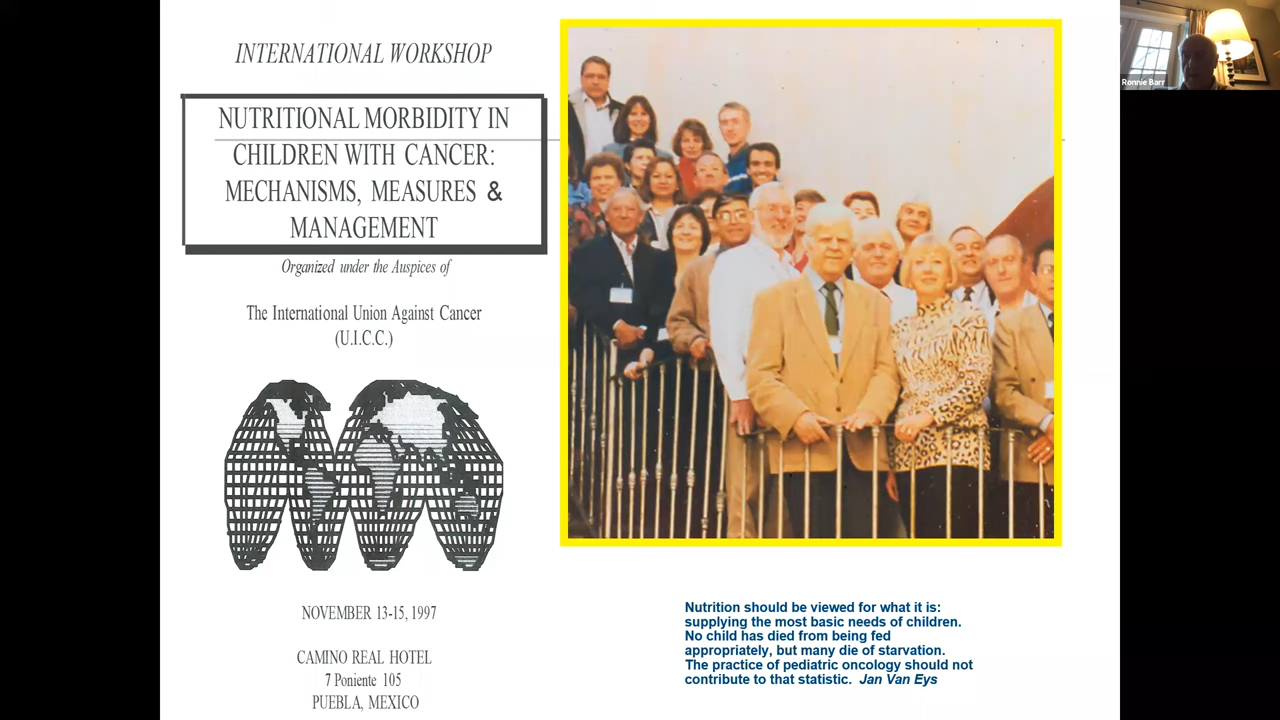 INTERNATIONAL WORKSHOP
NUTRITIONAL MORBIDITY IN
CHILDREN WITH CANCER:
MECHANISMS, MEASURES &
MANAGEMENT
Organized under the Auspices of
The International Union Against Cancer
(U.I.C.C.)
NOVEMBER 13-15, 1997
CAMINO REAL HOTEL
7 Poniente 105
PUEBLA, MEXICO
Nutrition should be viewed for what it is:
supplying the most basic needs of children.
No child has died from being fed
appropriately, but many die of starvation.
The practice of pediatric oncology should not
contribute to that statistic. Jan Van Eys
Ronnie Barr